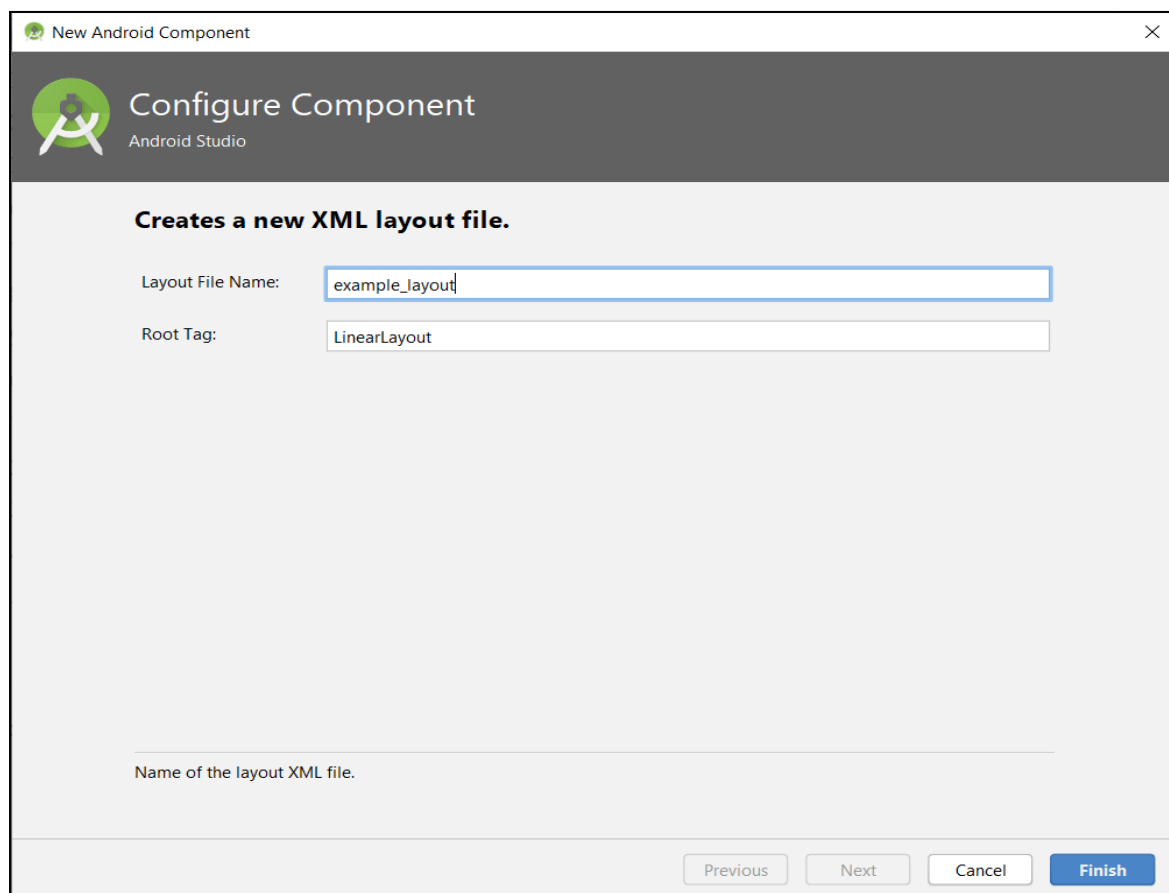 New Android Component
Configure Component
Android Studio
Creates a new XML layout file.
Layout File Name:
example_layout
Root Tag:
LinearLayout
Name of the layout XML file.
Previous
Next
Cancel
Finish